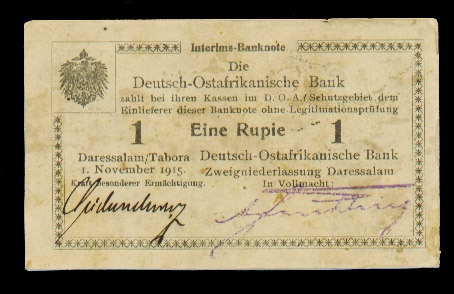 Interims-Banknote
Die
Deutsch-Ostafrikanische Bank
zahlt bei ihren Kassen im D. O. A./Schutzgebiet dem
Einlieferer dieser Banknote ohne Legitimationsprüfung
1 Eine Rupie 1
Daressalam/Tabora Deutsch-Ostafrikanische Bank
1. November 1915. Zweigniederlassung Daressalam
Kraft besonderer Ermächtigung. In Vollmacht: